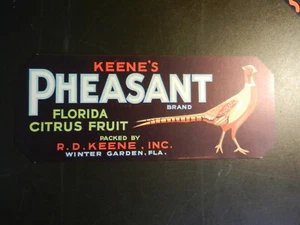 KEENE'S
PHEASANT
BRAND
FLORIDA
CITRUS FRUIT
PACKED BY
R.D. KEENE, INC.
WINTER GARDEN, FLA.